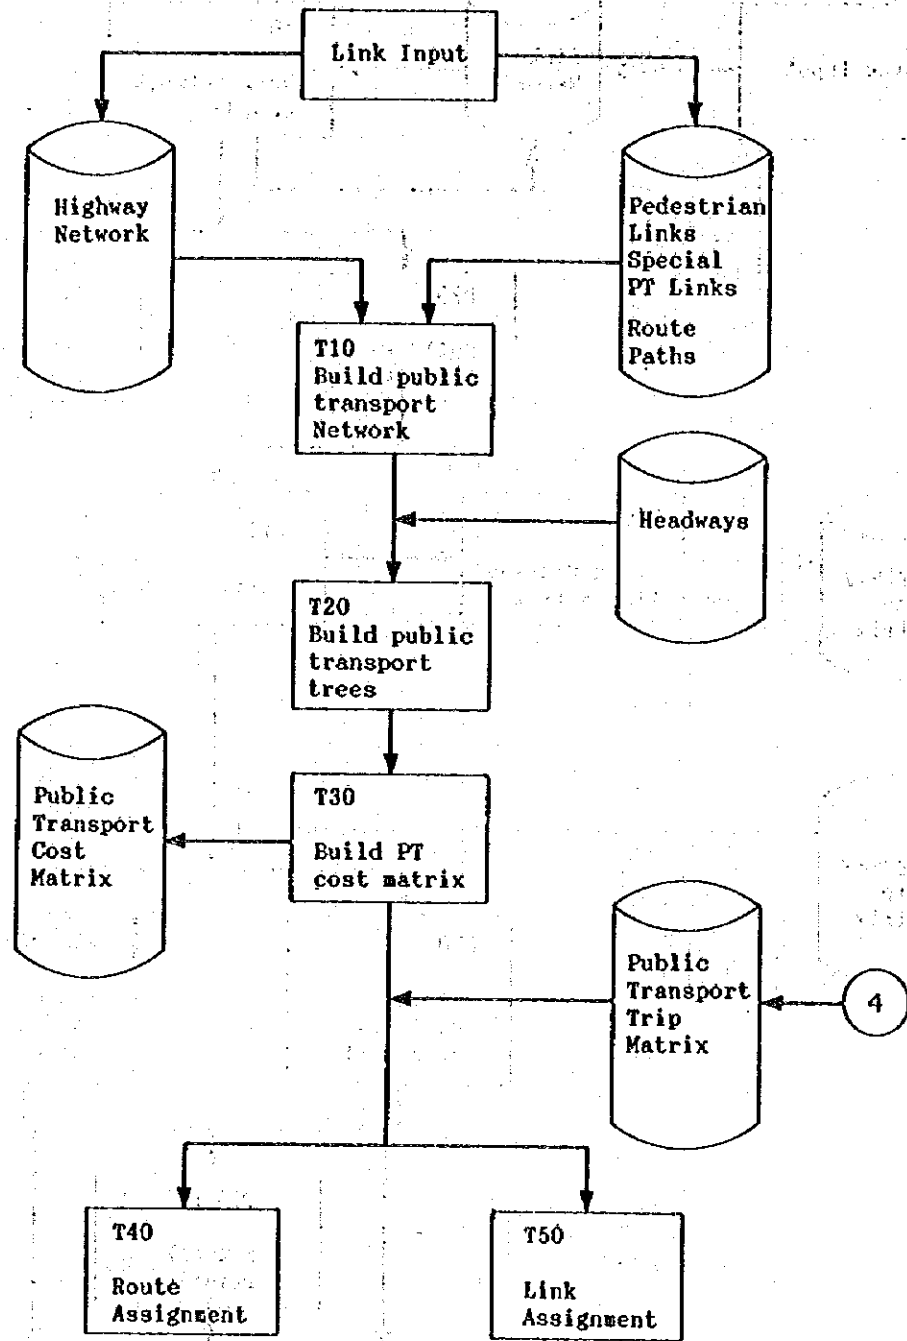 Link Input
Highway
Network
Pedestrian
Links
Special
PT Links
Route
Paths
T10
Build public
transport
Network
Headways
T20
Build public
transport
trees
Public
Transport
Cost
Matrix
T30
Build PT
cost matrix
Public
Transport
Trip
Matrix
4
T40
Route
Assignment
T50
Link
Assignment